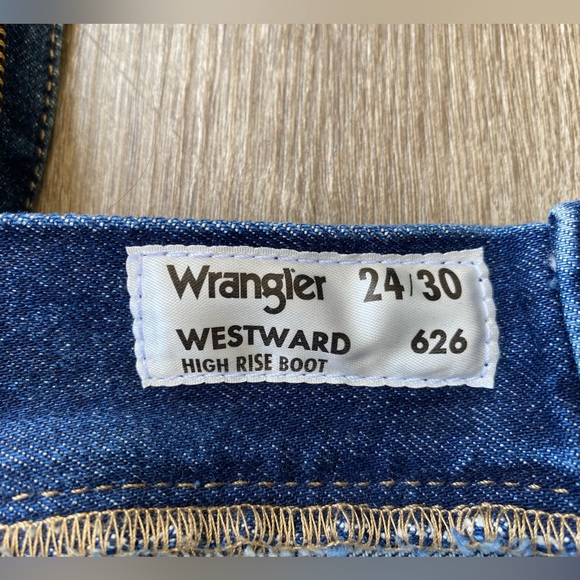 Wrangler 24/30
WESTWARD 626
HIGH RISE BOOT